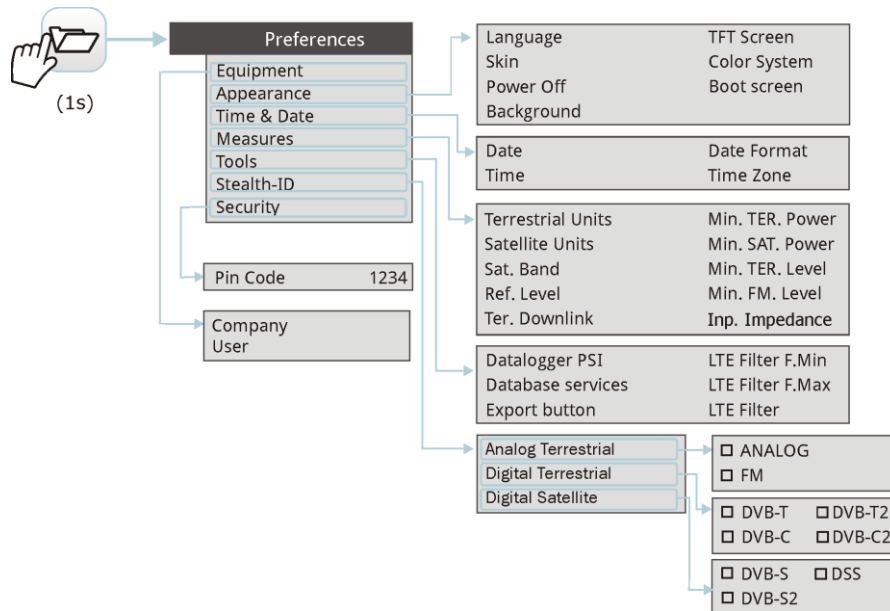 (1s)
Preferences
Equipment
Appearance
Time & Date
Measures
Tools
Stealth-ID
Security
Pin Code 1234
Company
User
Language TFT Screen
Skin Color System
Power Off Boot screen
Background
Date Date Format
Time Time Zone
Terrestrial Units Min. TER. Power
Satellite Units Min. SAT. Power
Sat. Band Min. TER. Level
Ref. Level Min. FM. Level
Ter. Downlink Inp. Impedance
Datalogger PSI LTE Filter F.Min
Database services LTE Filter F.Max
Export button LTE Filter
Analog Terrestrial
Digital Terrestrial
Digital Satellite
ANALOG
FM
DVB-T DVB-T2
DVB-C DVB-C2
DVB-S DSS
DVB-S2